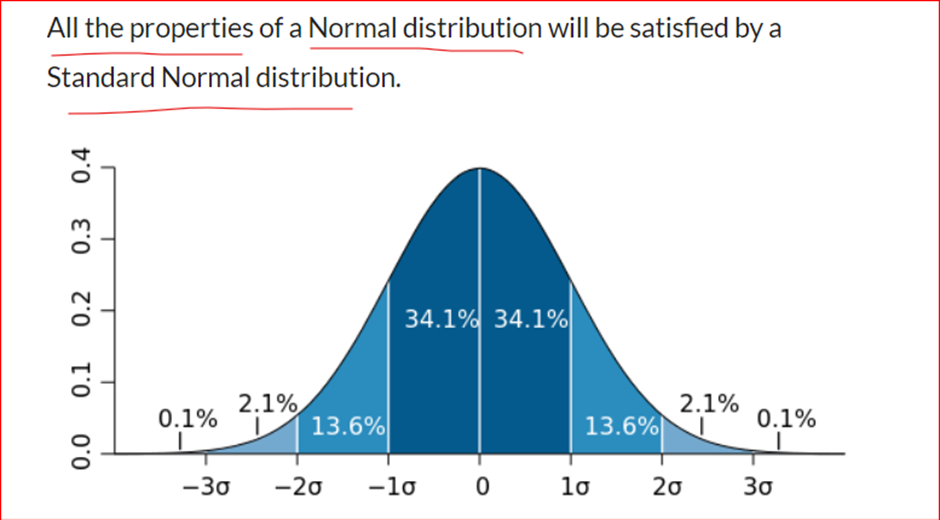 All the properties of a Normal distribution will be satisfied by a
Standard Normal distribution.
0.4
0.3
0.2
0.1
0.0
34.1% 34.1%
0.1% 2.1% 13.6% 13.6% 2.1% 0.1%
−3σ −2σ −1σ 0 1σ 2σ 3σ